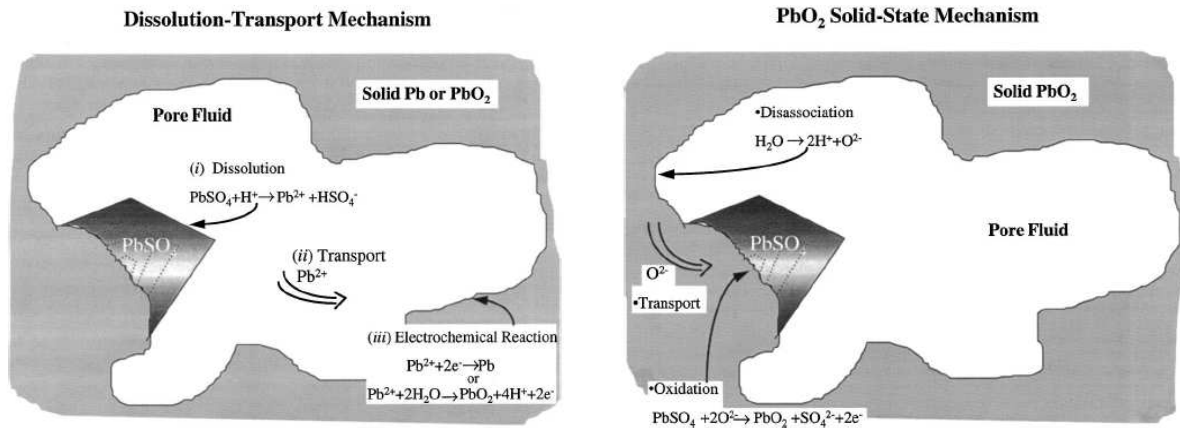 Dissolution-Transport Mechanism
Solid Pb or PbO₂
Pore Fluid
(i) Dissolution
PbSO₄+H⁺→Pb²⁺ +HSO₄⁻
PbSO₄
(ii) Transport
Pb²⁺
(iii) Electrochemical Reaction
Pb²⁺+2e⁻→Pb
or
Pb²⁺+2H₂O→PbO₂+4H⁺+2e⁻
PbO₂ Solid-State Mechanism
Solid PbO₂
•Disassociation
H₂O→2H⁺+O²⁻
PbSO₄
Pore Fluid
O²⁻
•Transport
•Oxidation
PbSO₄ +2O²⁻→ PbO₂ +SO₄²⁻+2e⁻